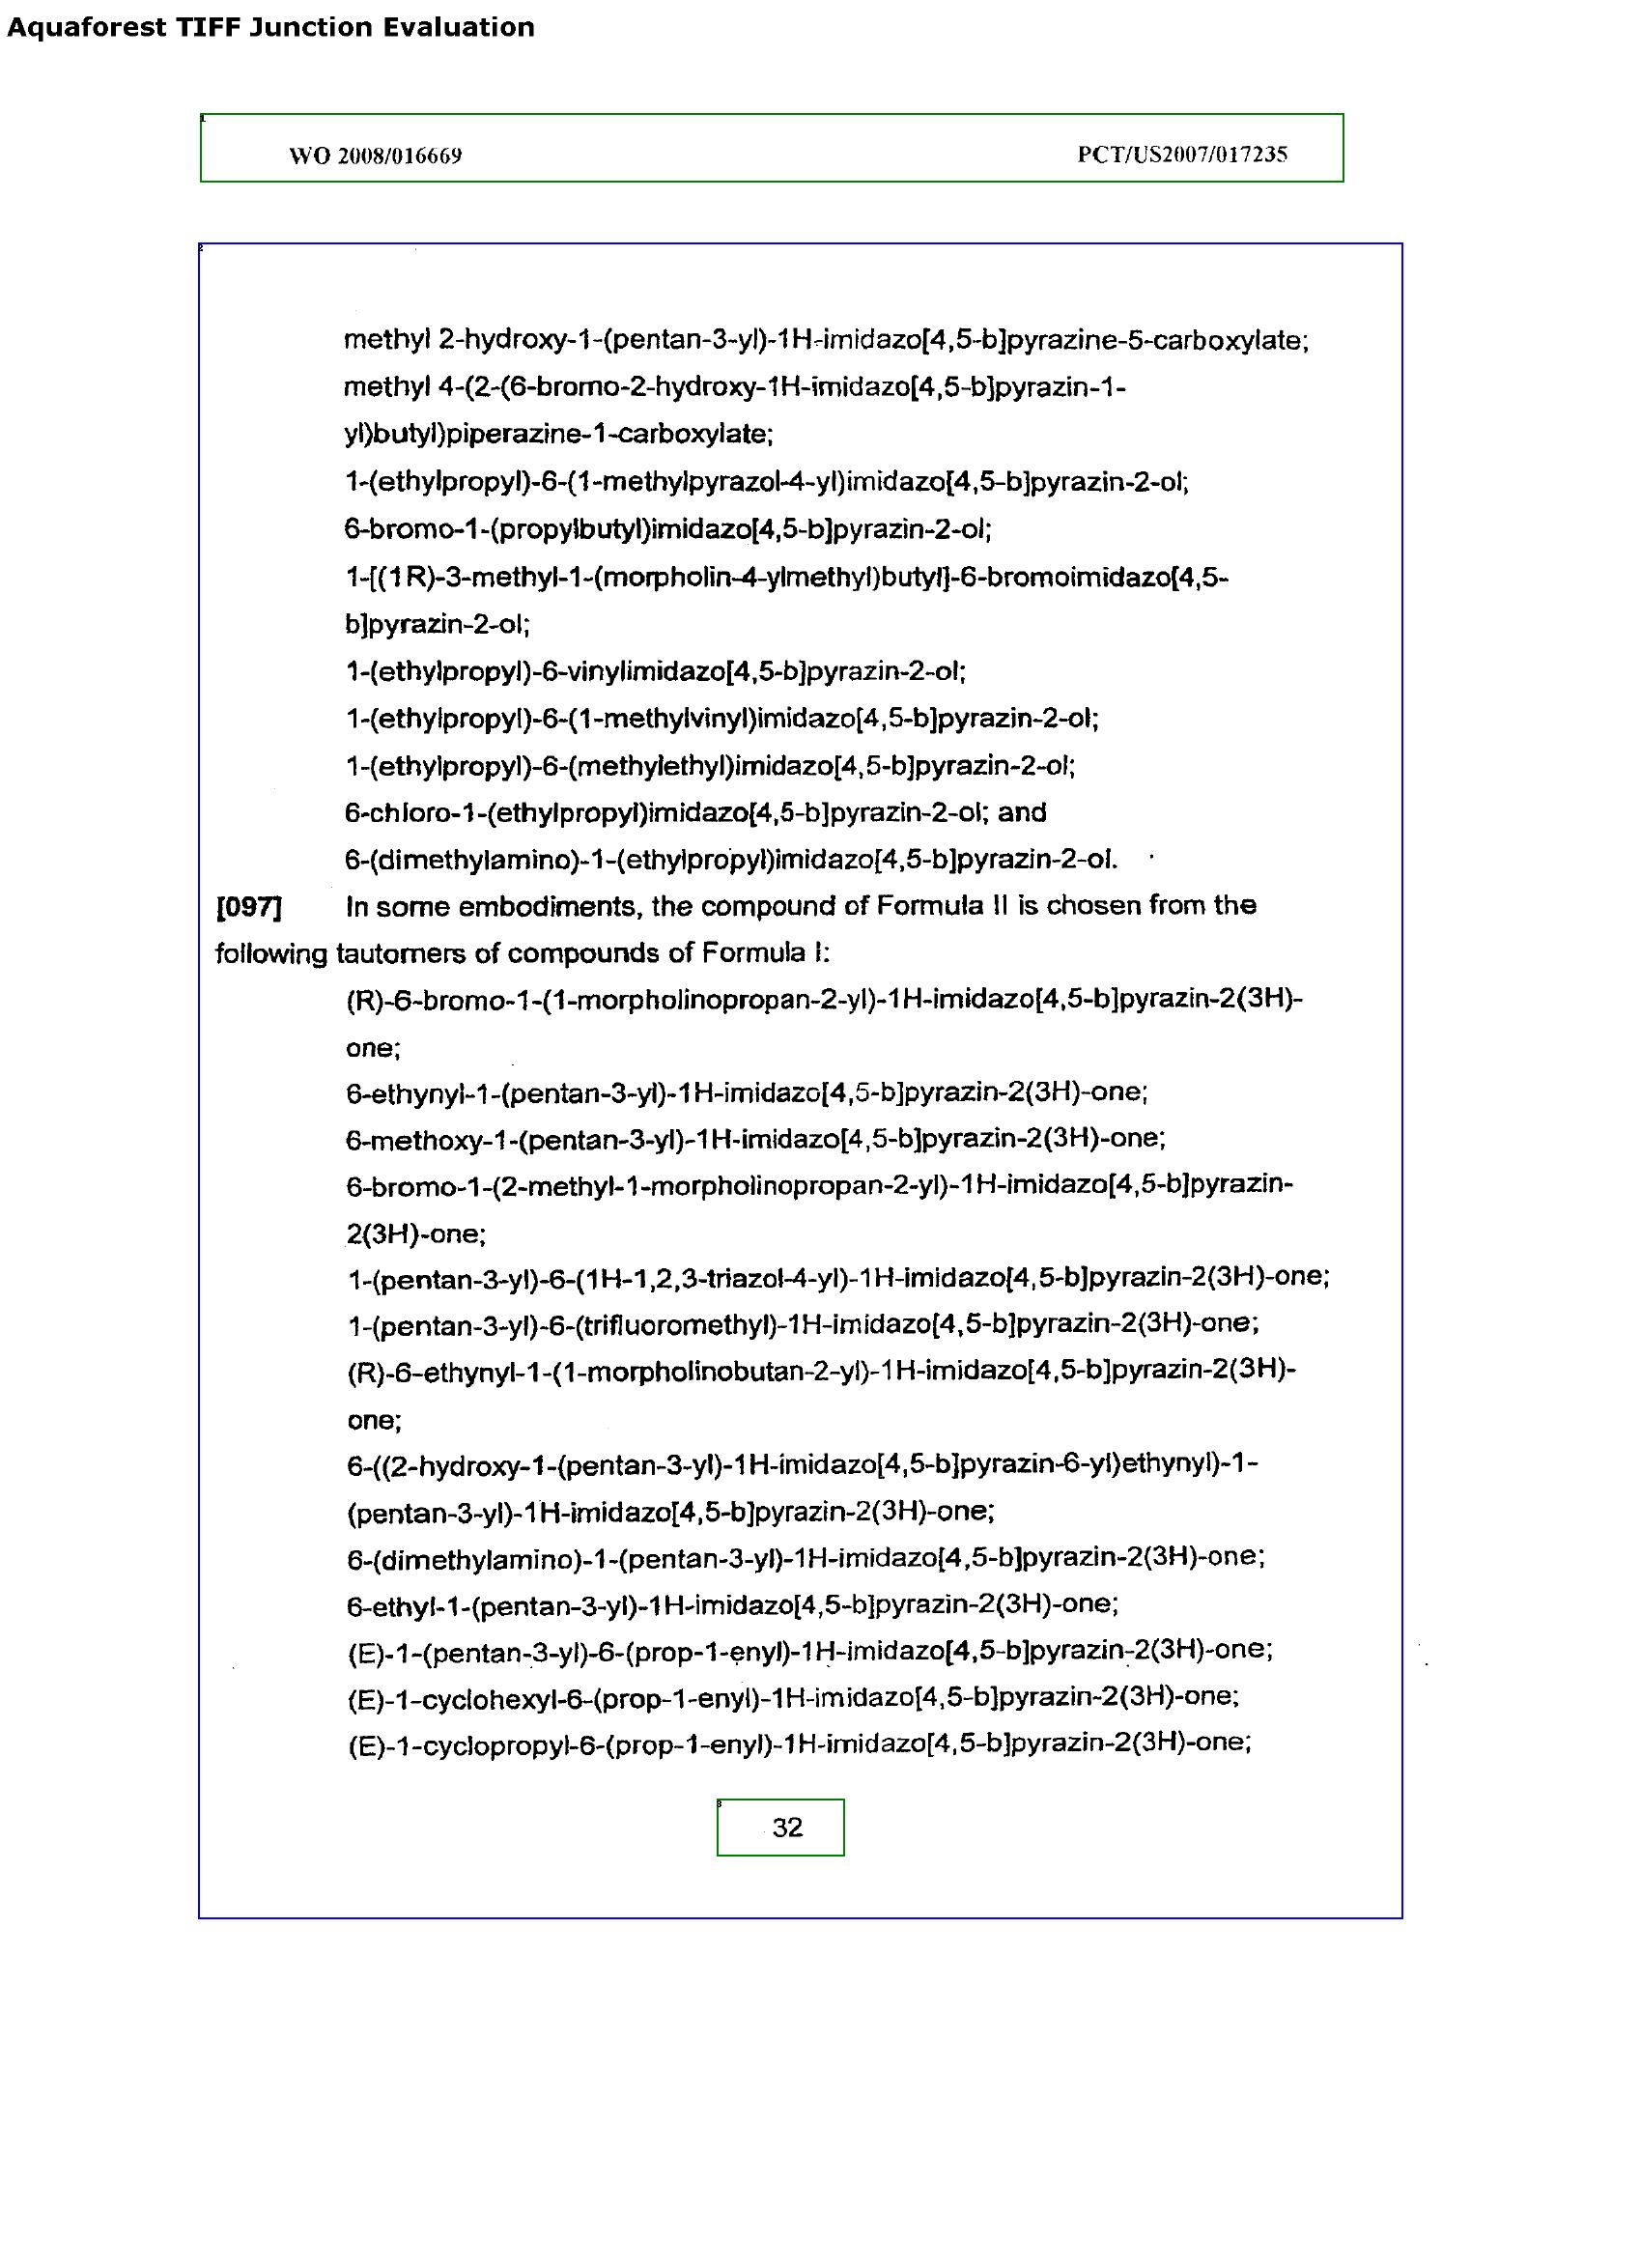 Aquaforest TIFF Junction Evaluation
1
WO 2008/016669 PCT/US2007/017235
2
methyl 2-hydroxy-1-(pentan-3-yl)-1H-imidazo[4,5-b]pyrazine-5-carboxylate;
methyl 4-(2-(6-bromo-2-hydroxy-1H-imidazo[4,5-b]pyrazin-1-
yl)butyl)piperazine-1-carboxylate;
1-(ethylpropyl)-6-(1-methylpyrazol-4-yl)imidazo[4,5-b]pyrazin-2-ol;
6-bromo-1-(propylbutyl)imidazo[4,5-b]pyrazin-2-ol;
1-[(1R)-3-methyl-1-(morpholin-4-ylmethyl)butyl]-6-bromoimidazo[4,5-
b]pyrazin-2-ol;
1-(ethylpropyl)-6-vinylimidazo[4,5-b]pyrazin-2-ol;
1-(ethylpropyl)-6-(1-methylvinyl)imidazo[4,5-b]pyrazin-2-ol;
1-(ethylpropyl)-6-(methylethyl)imidazo[4,5-b]pyrazin-2-ol;
6-chloro-1-(ethylpropyl)imidazo[4,5-b]pyrazin-2-ol; and
6-(dimethylamino)-1-(ethylpropyl)imidazo[4,5-b]pyrazin-2-ol.
[097] In some embodiments, the compound of Formula II is chosen from the
following tautomers of compounds of Formula I:
(R)-6-bromo-1-(1-morpholinopropan-2-yl)-1H-imidazo[4,5-b]pyrazin-2(3H)-
one;
6-ethynyl-1-(pentan-3-yl)-1H-imidazo[4,5-b]pyrazin-2(3H)-one;
6-methoxy-1-(pentan-3-yl)-1H-imidazo[4,5-b]pyrazin-2(3H)-one;
6-bromo-1-(2-methyl-1-morpholinopropan-2-yl)-1H-imidazo[4,5-b]pyrazin-
2(3H)-one;
1-(pentan-3-yl)-6-(1H-1,2,3-triazol-4-yl)-1H-imidazo[4,5-b]pyrazin-2(3H)-one;
1-(pentan-3-yl)-6-(trifluoromethyl)-1H-imidazo[4,5-b]pyrazin-2(3H)-one;
(R)-6-ethynyl-1-(1-morpholinobutan-2-yl)-1H-imidazo[4,5-b]pyrazin-2(3H)-
one;
6-((2-hydroxy-1-(pentan-3-yl)-1H-imidazo[4,5-b]pyrazin-6-yl)ethynyl)-1-
(pentan-3-yl)-1H-imidazo[4,5-b]pyrazin-2(3H)-one;
6-(dimethylamino)-1-(pentan-3-yl)-1H-imidazo[4,5-b]pyrazin-2(3H)-one;
6-ethyl-1-(pentan-3-yl)-1H-imidazo[4,5-b]pyrazin-2(3H)-one;
(E)-1-(pentan-3-yl)-6-(prop-1-enyl)-1H-imidazo[4,5-b]pyrazin-2(3H)-one;
(E)-1-cyclohexyl-6-(prop-1-enyl)-1H-imidazo[4,5-b]pyrazin-2(3H)-one;
(E)-1-cyclopropyl-6-(prop-1-enyl)-1H-imidazo[4,5-b]pyrazin-2(3H)-one;
3
32